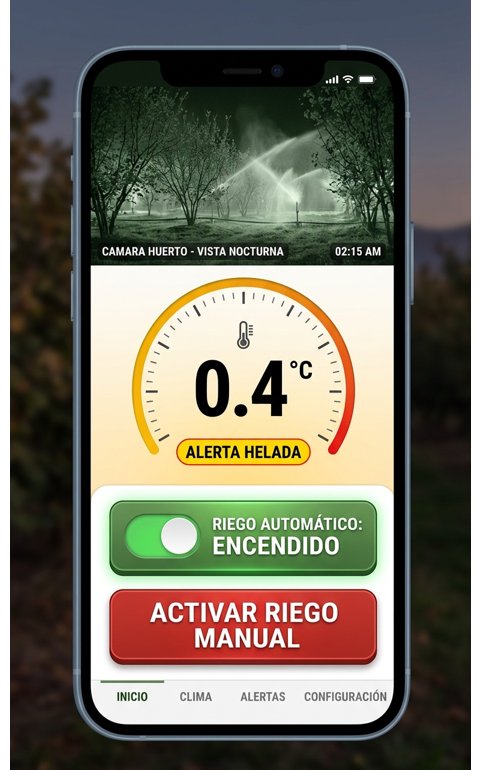 CAMARA HUERTO - VISTA NOCTURNA
02:15 AM
0.4 °C
ALERTA HELADA
RIEGO AUTOMÁTICO:
ENCENDIDO
ACTIVAR RIEGO
MANUAL
INICIO
CLIMA
ALERTAS
CONFIGURACIÓN